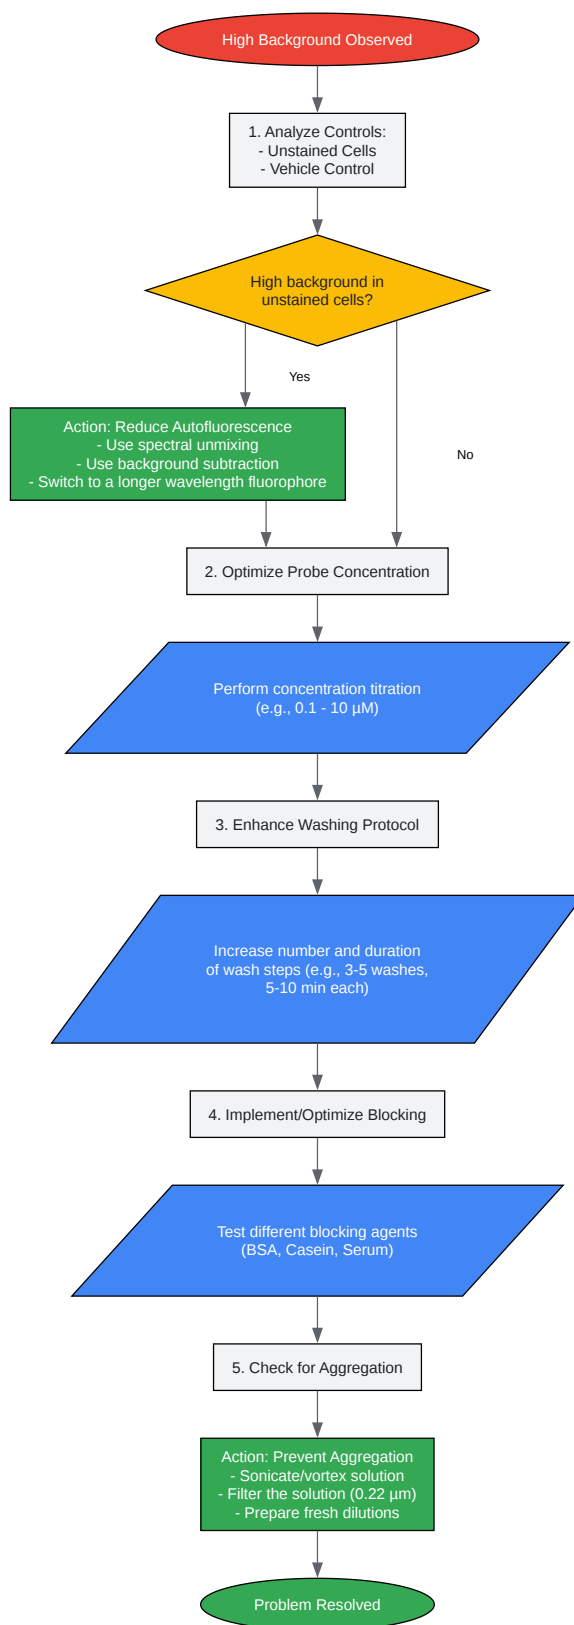 High Background Observed
1. Analyze Controls:
- Unstained Cells
- Vehicle Control
High background in
unstained cells?
Yes
Action: Reduce Autofluorescence
- Use spectral unmixing
- Use background subtraction
- Switch to a longer wavelength fluorophore
No
2. Optimize Probe Concentration
Perform concentration titration
(e.g., 0.1 - 10 µM)
3. Enhance Washing Protocol
Increase number and duration
of wash steps (e.g., 3-5 washes,
5-10 min each)
4. Implement/Optimize Blocking
Test different blocking agents
(BSA, Casein, Serum)
5. Check for Aggregation
Action: Prevent Aggregation
- Sonicate/vortex solution
- Filter the solution (0.22 µm)
- Prepare fresh dilutions
Problem Resolved